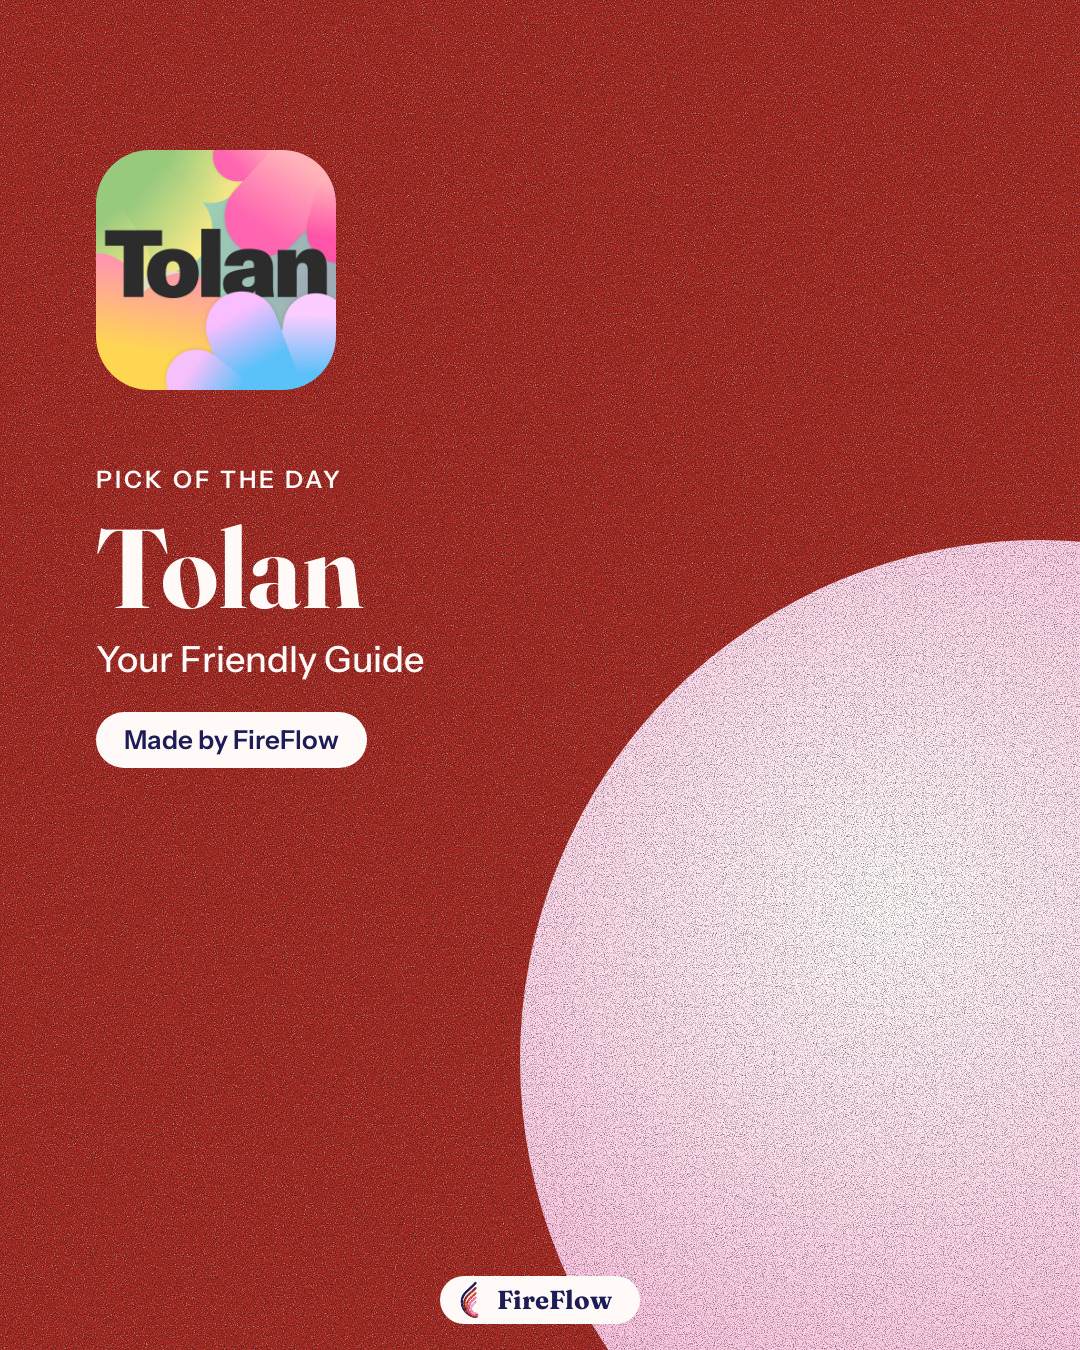 Tolan
PICK OF THE DAY
Tolan
Your Friendly Guide
Made by FireFlow
FireFlow